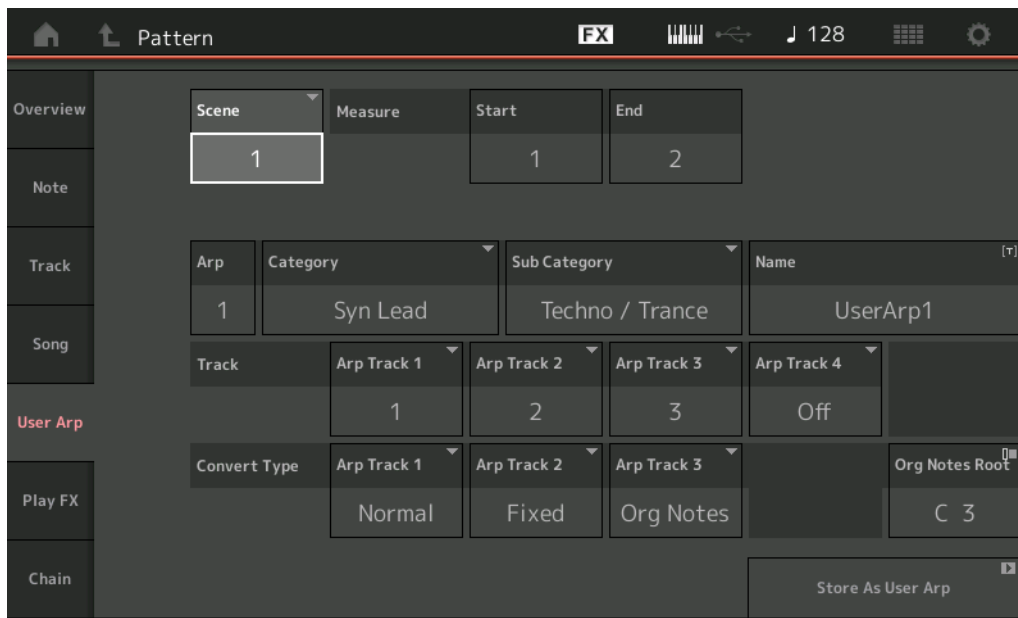 Pattern FX ♩ 128
Overview
Scene Measure Start End
1 1 2
Note
Track
Arp Category Sub Category Name [T]
1 Syn Lead Techno / Trance UserArp1
Song
Track Arp Track 1 Arp Track 2 Arp Track 3 Arp Track 4
1 2 3 Off
User Arp
Convert Type Arp Track 1 Arp Track 2 Arp Track 3 Org Notes Root
Normal Fixed Org Notes C 3
Play FX
Chain
Store As User Arp